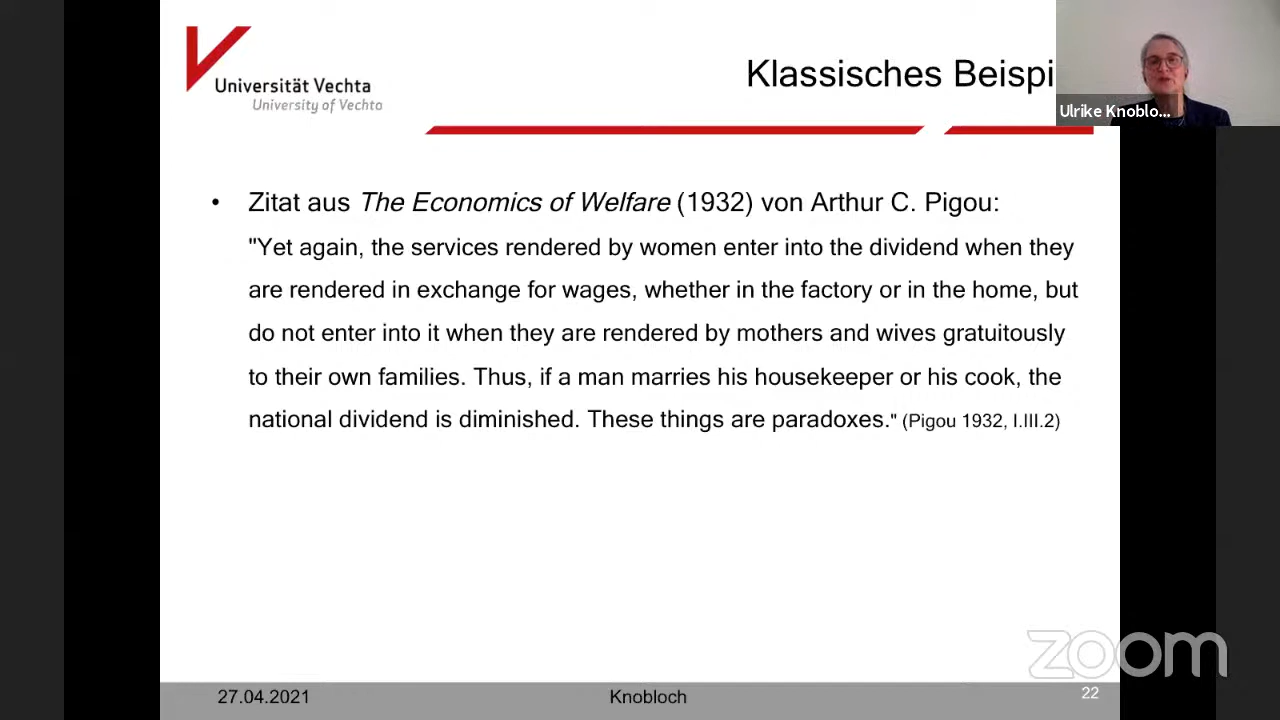 Universität Vechta
University of Vechta
Klassisches Beispi
Ulrike Knoblo...
• Zitat aus The Economics of Welfare (1932) von Arthur C. Pigou:
"Yet again, the services rendered by women enter into the dividend when they
are rendered in exchange for wages, whether in the factory or in the home, but
do not enter into it when they are rendered by mothers and wives gratuitously
to their own families. Thus, if a man marries his housekeeper or his cook, the
national dividend is diminished. These things are paradoxes." (Pigou 1932, I.III.2)
zoom
27.04.2021
Knobloch
22